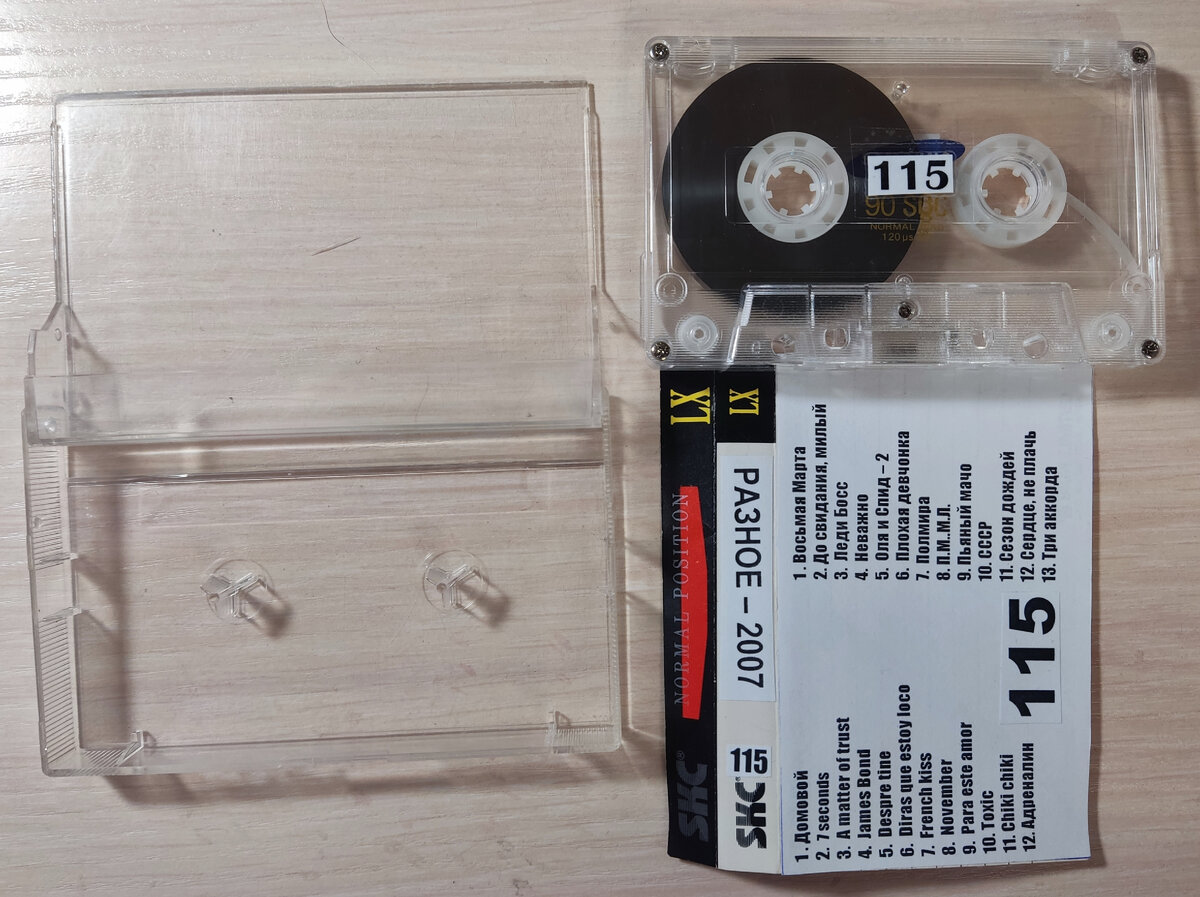 115
90
NORMAL
120 µs
LX
NORMAL POSITION
SKC®
LX
РАЗНОЕ – 2007
115
SKC®
1. Домовой
2. 7 seconds
3. A matter of trust
4. James Bond
5. Despre tine
6. Diras que estoy loco
7. French kiss
8. November
9. Para este amor
10. Toxic
11. Chiki chiki
12. Адреналин
1. Восьмая Марта
2. До свидания, милый
3. Леди Босс
4. Неважно
5. Оля и Спид – 2
6. Плохая девчонка
7. Полмира
8. П.М.М.Л.
9. Пьяный мачо
10. СССР
11. Сезон дождей
12. Сердце, не плачь
13. Три аккорда
115